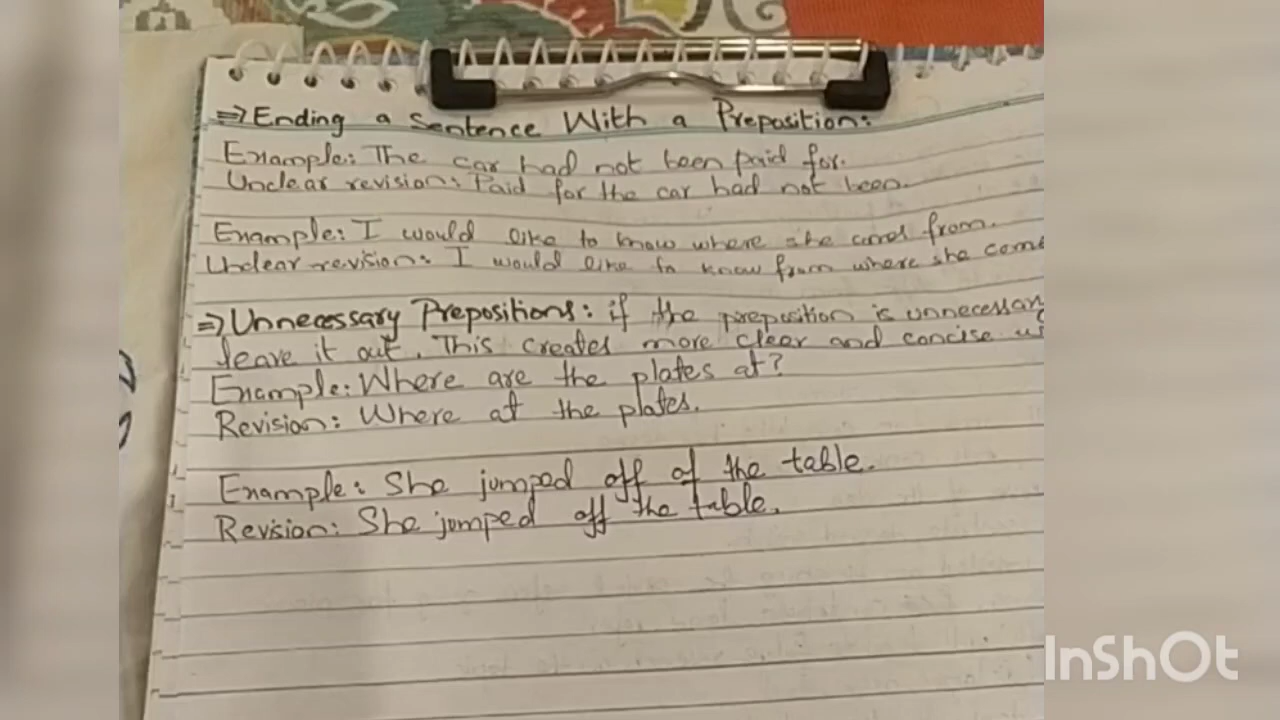 ⇒ Ending a Sentence With a Preposition:
Example: The car had not been paid for.
Unclear revision: Paid for the car had not been.
Example: I would like to know where she comes from.
Unclear revision: I would like to know from where she come
⇒ Unnecessary Prepositions: if the preposition is unnecessary
leave it out. This creates more clear and concise
Example: Where are the plates at?
Revision: Where at the plates.
Example: She jumped off of the table.
Revision: She jumped off the table.
InShOt